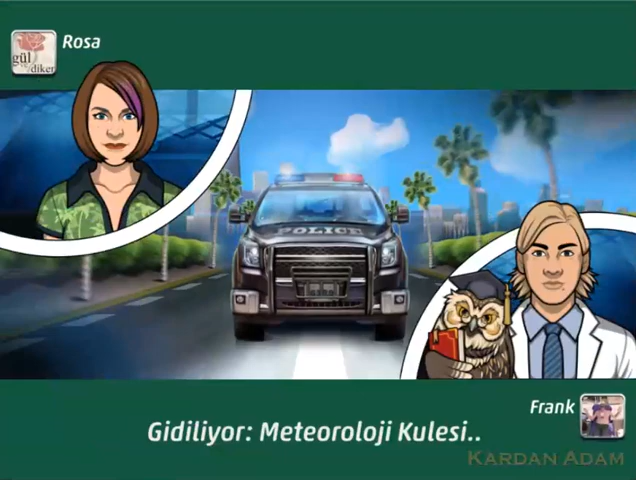 Rosa
gül
diker
POLICE
Frank
Gidiliyor: Meteoroloji Kulesi..
KARDAN ADAM